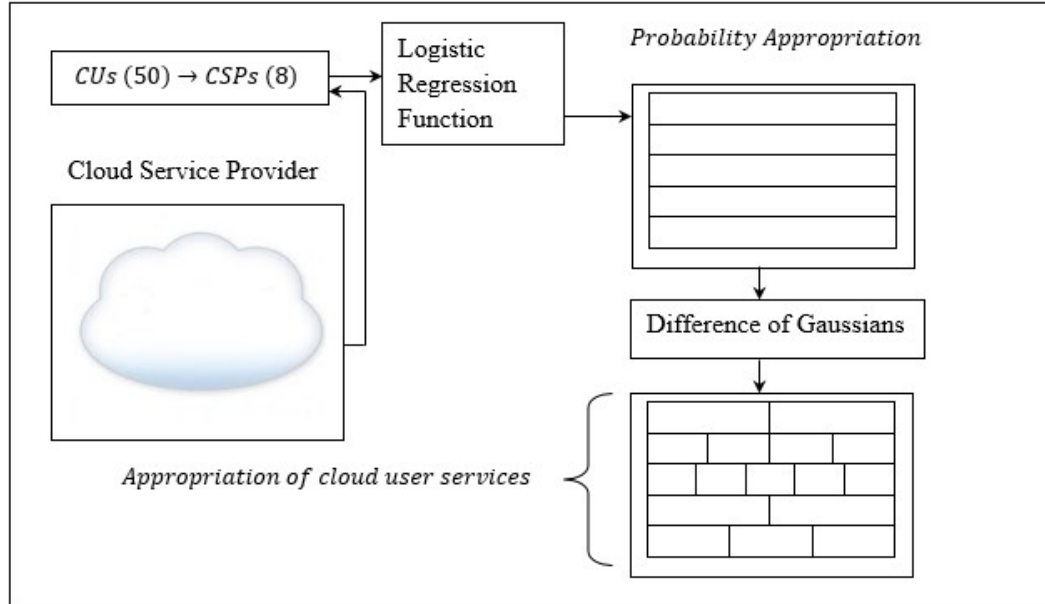 CUs (50) → CSPs (8)
Logistic
Regression
Function
Probability Appropriation
Cloud Service Provider
Difference of Gaussians
Appropriation of cloud user services